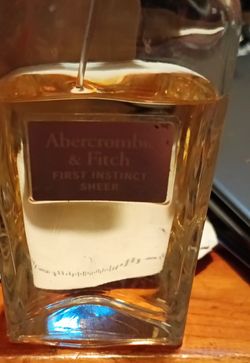 Abercrombie
& Fitch
FIRST INSTINCT
SHEER